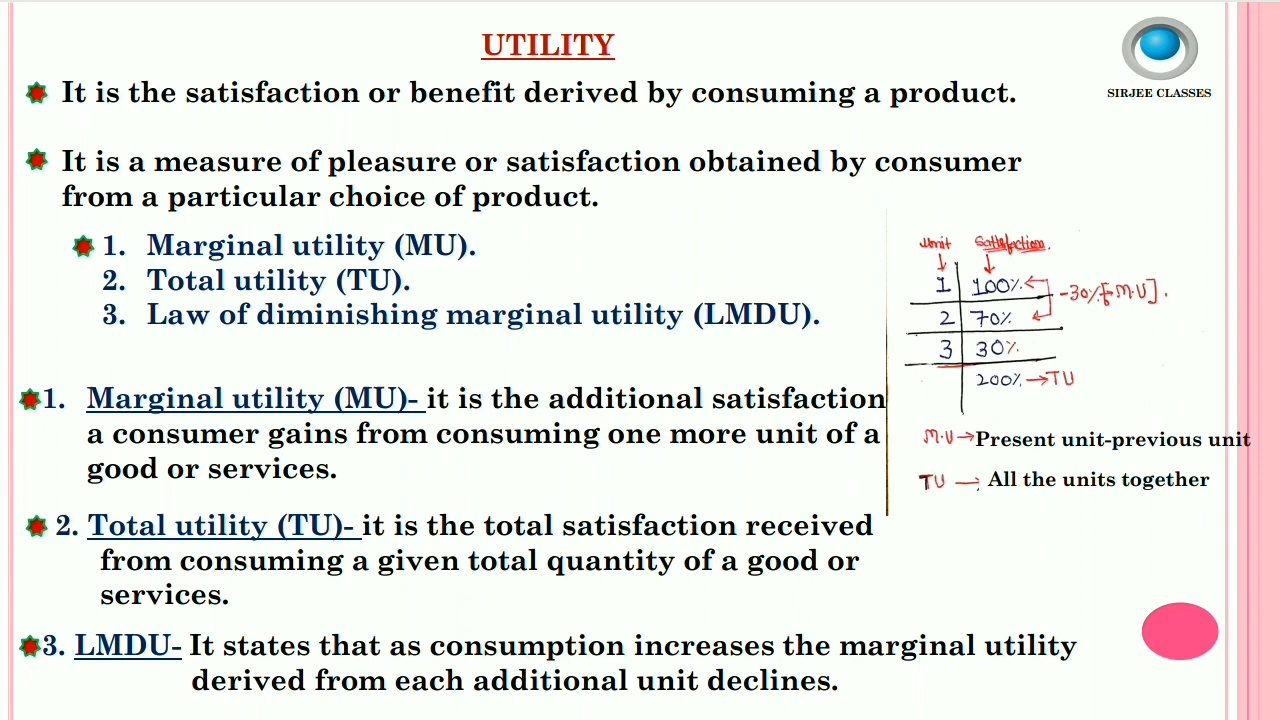 UTILITY
SIRJEE CLASSES
It is the satisfaction or benefit derived by consuming a product.
It is a measure of pleasure or satisfaction obtained by consumer
from a particular choice of product.
1. Marginal utility (MU).
2. Total utility (TU).
3. Law of diminishing marginal utility (LMDU).
1. Marginal utility (MU)- it is the additional satisfaction
a consumer gains from consuming one more unit of a
good or services.
2. Total utility (TU)- it is the total satisfaction received
from consuming a given total quantity of a good or
services.
3. LMDU- It states that as consumption increases the marginal utility
derived from each additional unit declines.
Unit Satisfaction.
1 100%
-30% [M.U].
2 70%
3 30%
200% → TU
M.U → Present unit-previous unit
TU → All the units together